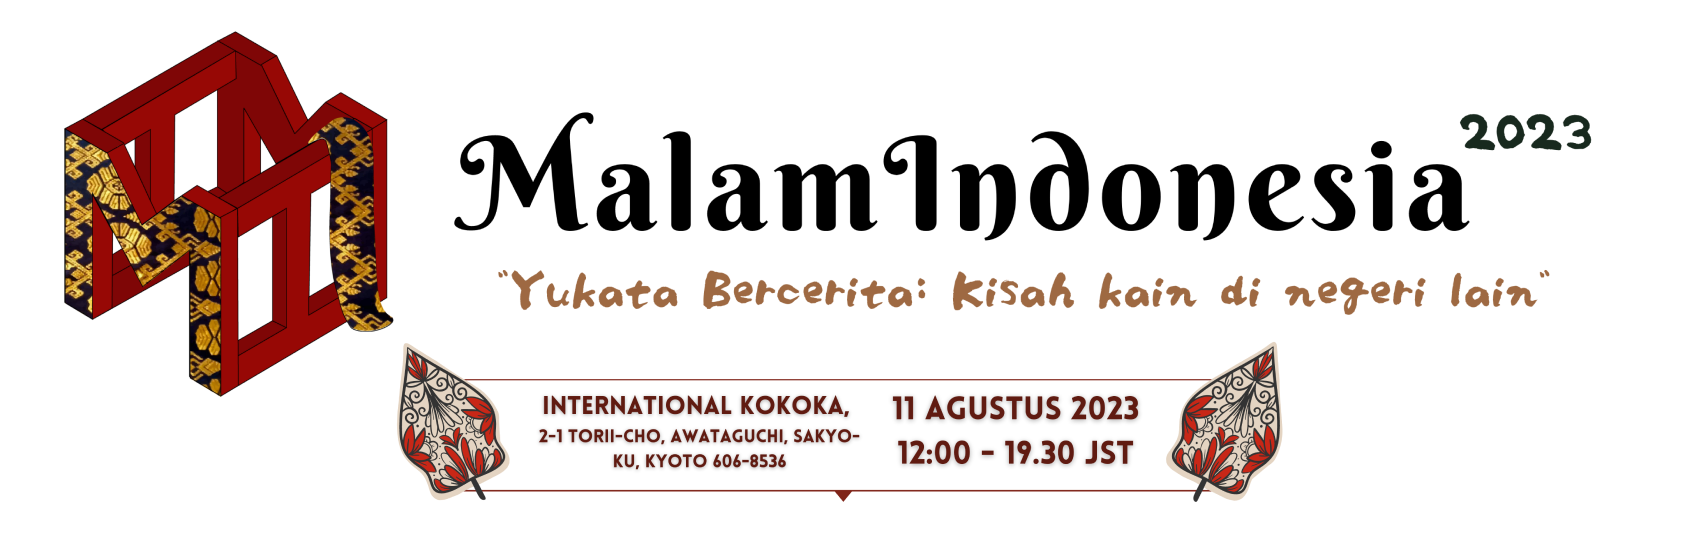 MalamIndonesia 2023
"Yukata Bercerita: Kisah kain di negeri lain"
INTERNATIONAL KOKOKA,
2-1 TORII-CHO, AWATAGUCHI, SAKYO-
KU, KYOTO 606-8536
11 AGUSTUS 2023
12:00 - 19.30 JST